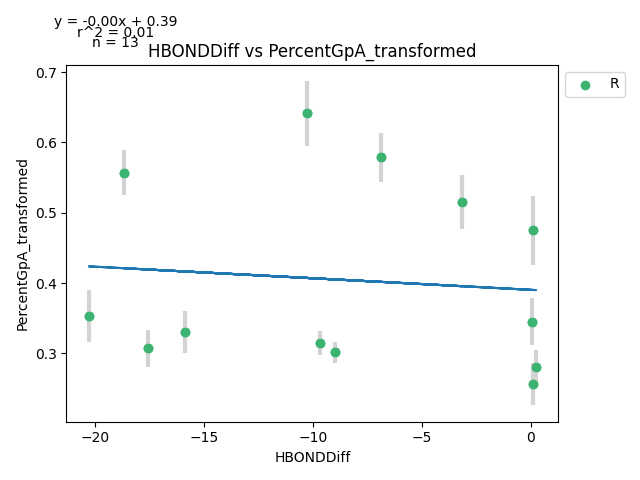 y = -0.00x + 0.39
r^2 = 0.01
n = 13
HBONDDiff vs PercentGpA_transformed
R
0.7
0.6
0.5
0.4
0.3
PercentGpA_transformed
−20
−15
−10
−5
0
HBONDDiff